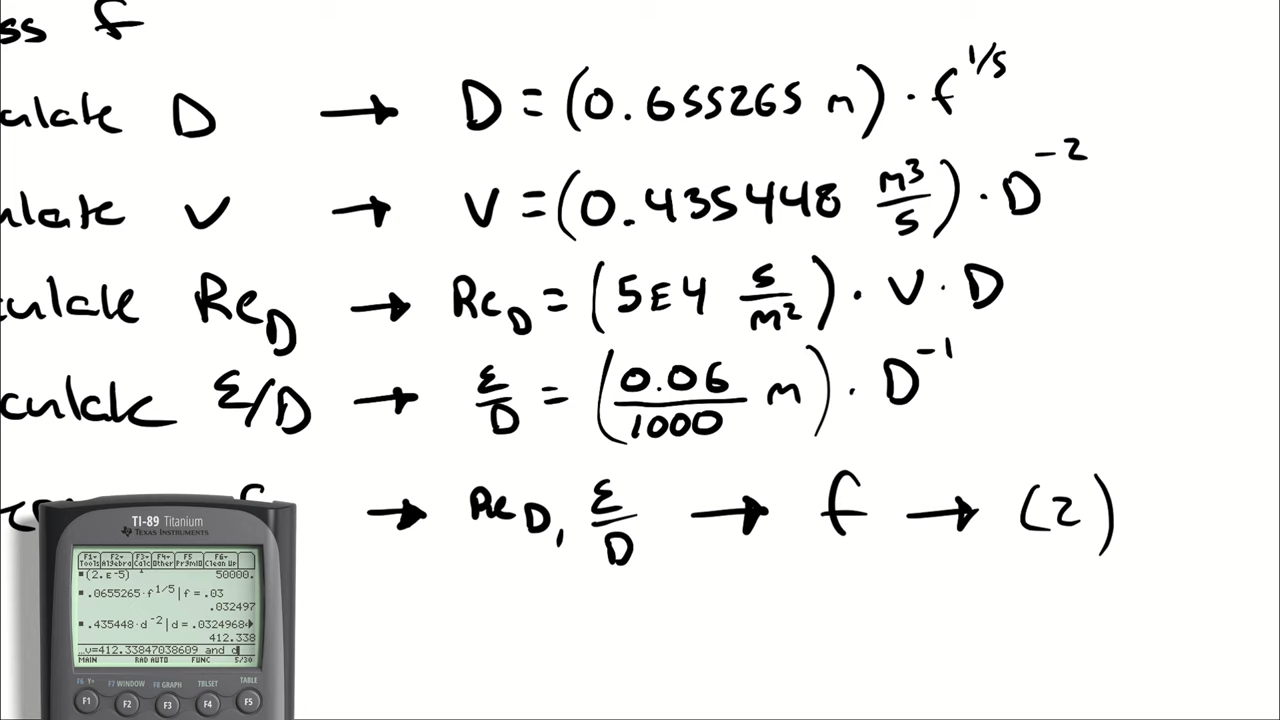 ss f
culate D → D = (0.655265 m) · f^1/5
ulate v → v = (0.435448 m³/s) · D^-2
culate Re_D → Re_D = (5E4 s/m²) · v · D
culate ε/D → ε/D = (0.06/1000 m) · D^-1
→ Re_D, ε/D → f → (2)
TI-89 Titanium
TEXAS INSTRUMENTS
F1▾ Tools F2▾ Algebra F3▾ Calc F4▾ Other F5 PrgmIO F6▾ Clean Up
(2.E-5) 50000.
▪ .0655265·f^1/5|f = .03
.032497
▪ .435448·d^-2|d = .0324968▸
412.338
…v=412.33847038609 and d
MAIN RAD AUTO FUNC 5/30
F6 Y= F7 WINDOW F8 GRAPH TBLSET TABLE
F1 F2 F3 F4 F5